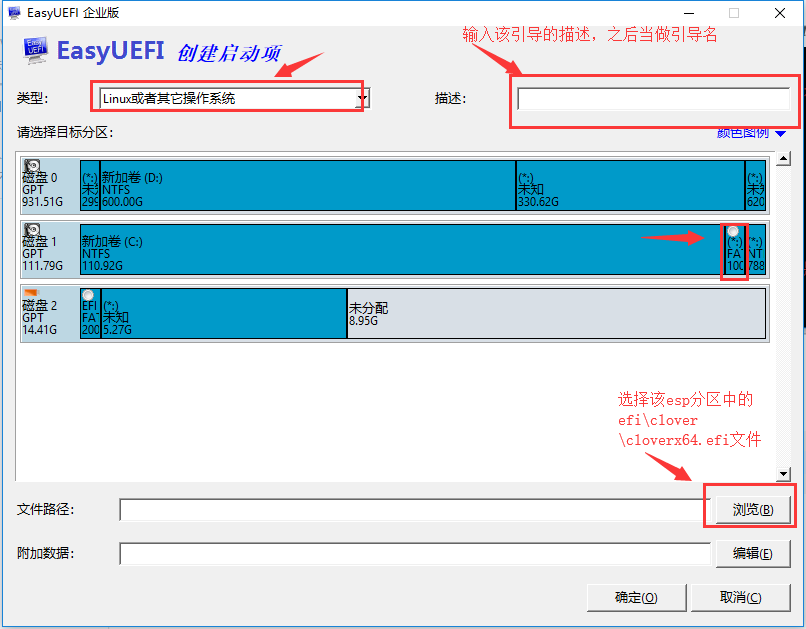 EasyUEFI 企业版
EasyUEFI 创建启动项
输入该引导的描述，之后当做引导名
类型：
Linux或者其它操作系统
描述：
请选择目标分区：
颜色图例
磁盘 0
GPT
931.51G
(*:)
未
299
新加卷 (D:)
NTFS
600.00G
(*:)
未知
330.62G
(*:)
未
620
磁盘 1
GPT
111.79G
新加卷 (C:)
NTFS
110.92G
(*:)
FA
100
(*:)
NT
788
磁盘 2
GPT
14.41G
EFI
FA
200
(*:)
未知
5.27G
未分配
8.95G
选择该esp分区中的
efi\clover
\cloverx64.efi文件
文件路径：
浏览(B)
附加数据：
编辑(E)
确定(O)
取消(C)